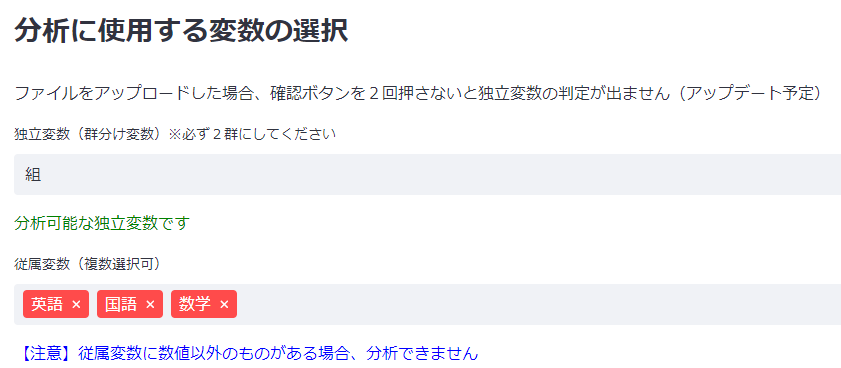 分析に使用する変数の選択
ファイルをアップロードした場合、確認ボタンを２回押さないと独立変数の判定が出ません（アップデート予定）
独立変数（群分け変数）※必ず２群にしてください
組
分析可能な独立変数です
従属変数（複数選択可）
英語 × 国語 × 数学 ×
【注意】従属変数に数値以外のものがある場合、分析できません